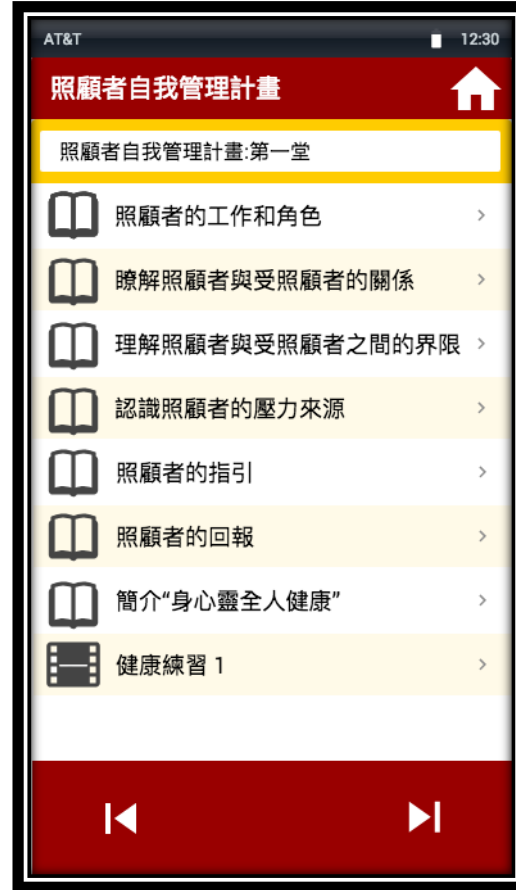 AT&T 12:30
照顧者自我管理計畫
照顧者自我管理計畫:第一堂
照顧者的工作和角色
瞭解照顧者與受照顧者的關係
理解照顧者與受照顧者之間的界限
認識照顧者的壓力來源
照顧者的指引
照顧者的回報
簡介“身心靈全人健康”
健康練習 1